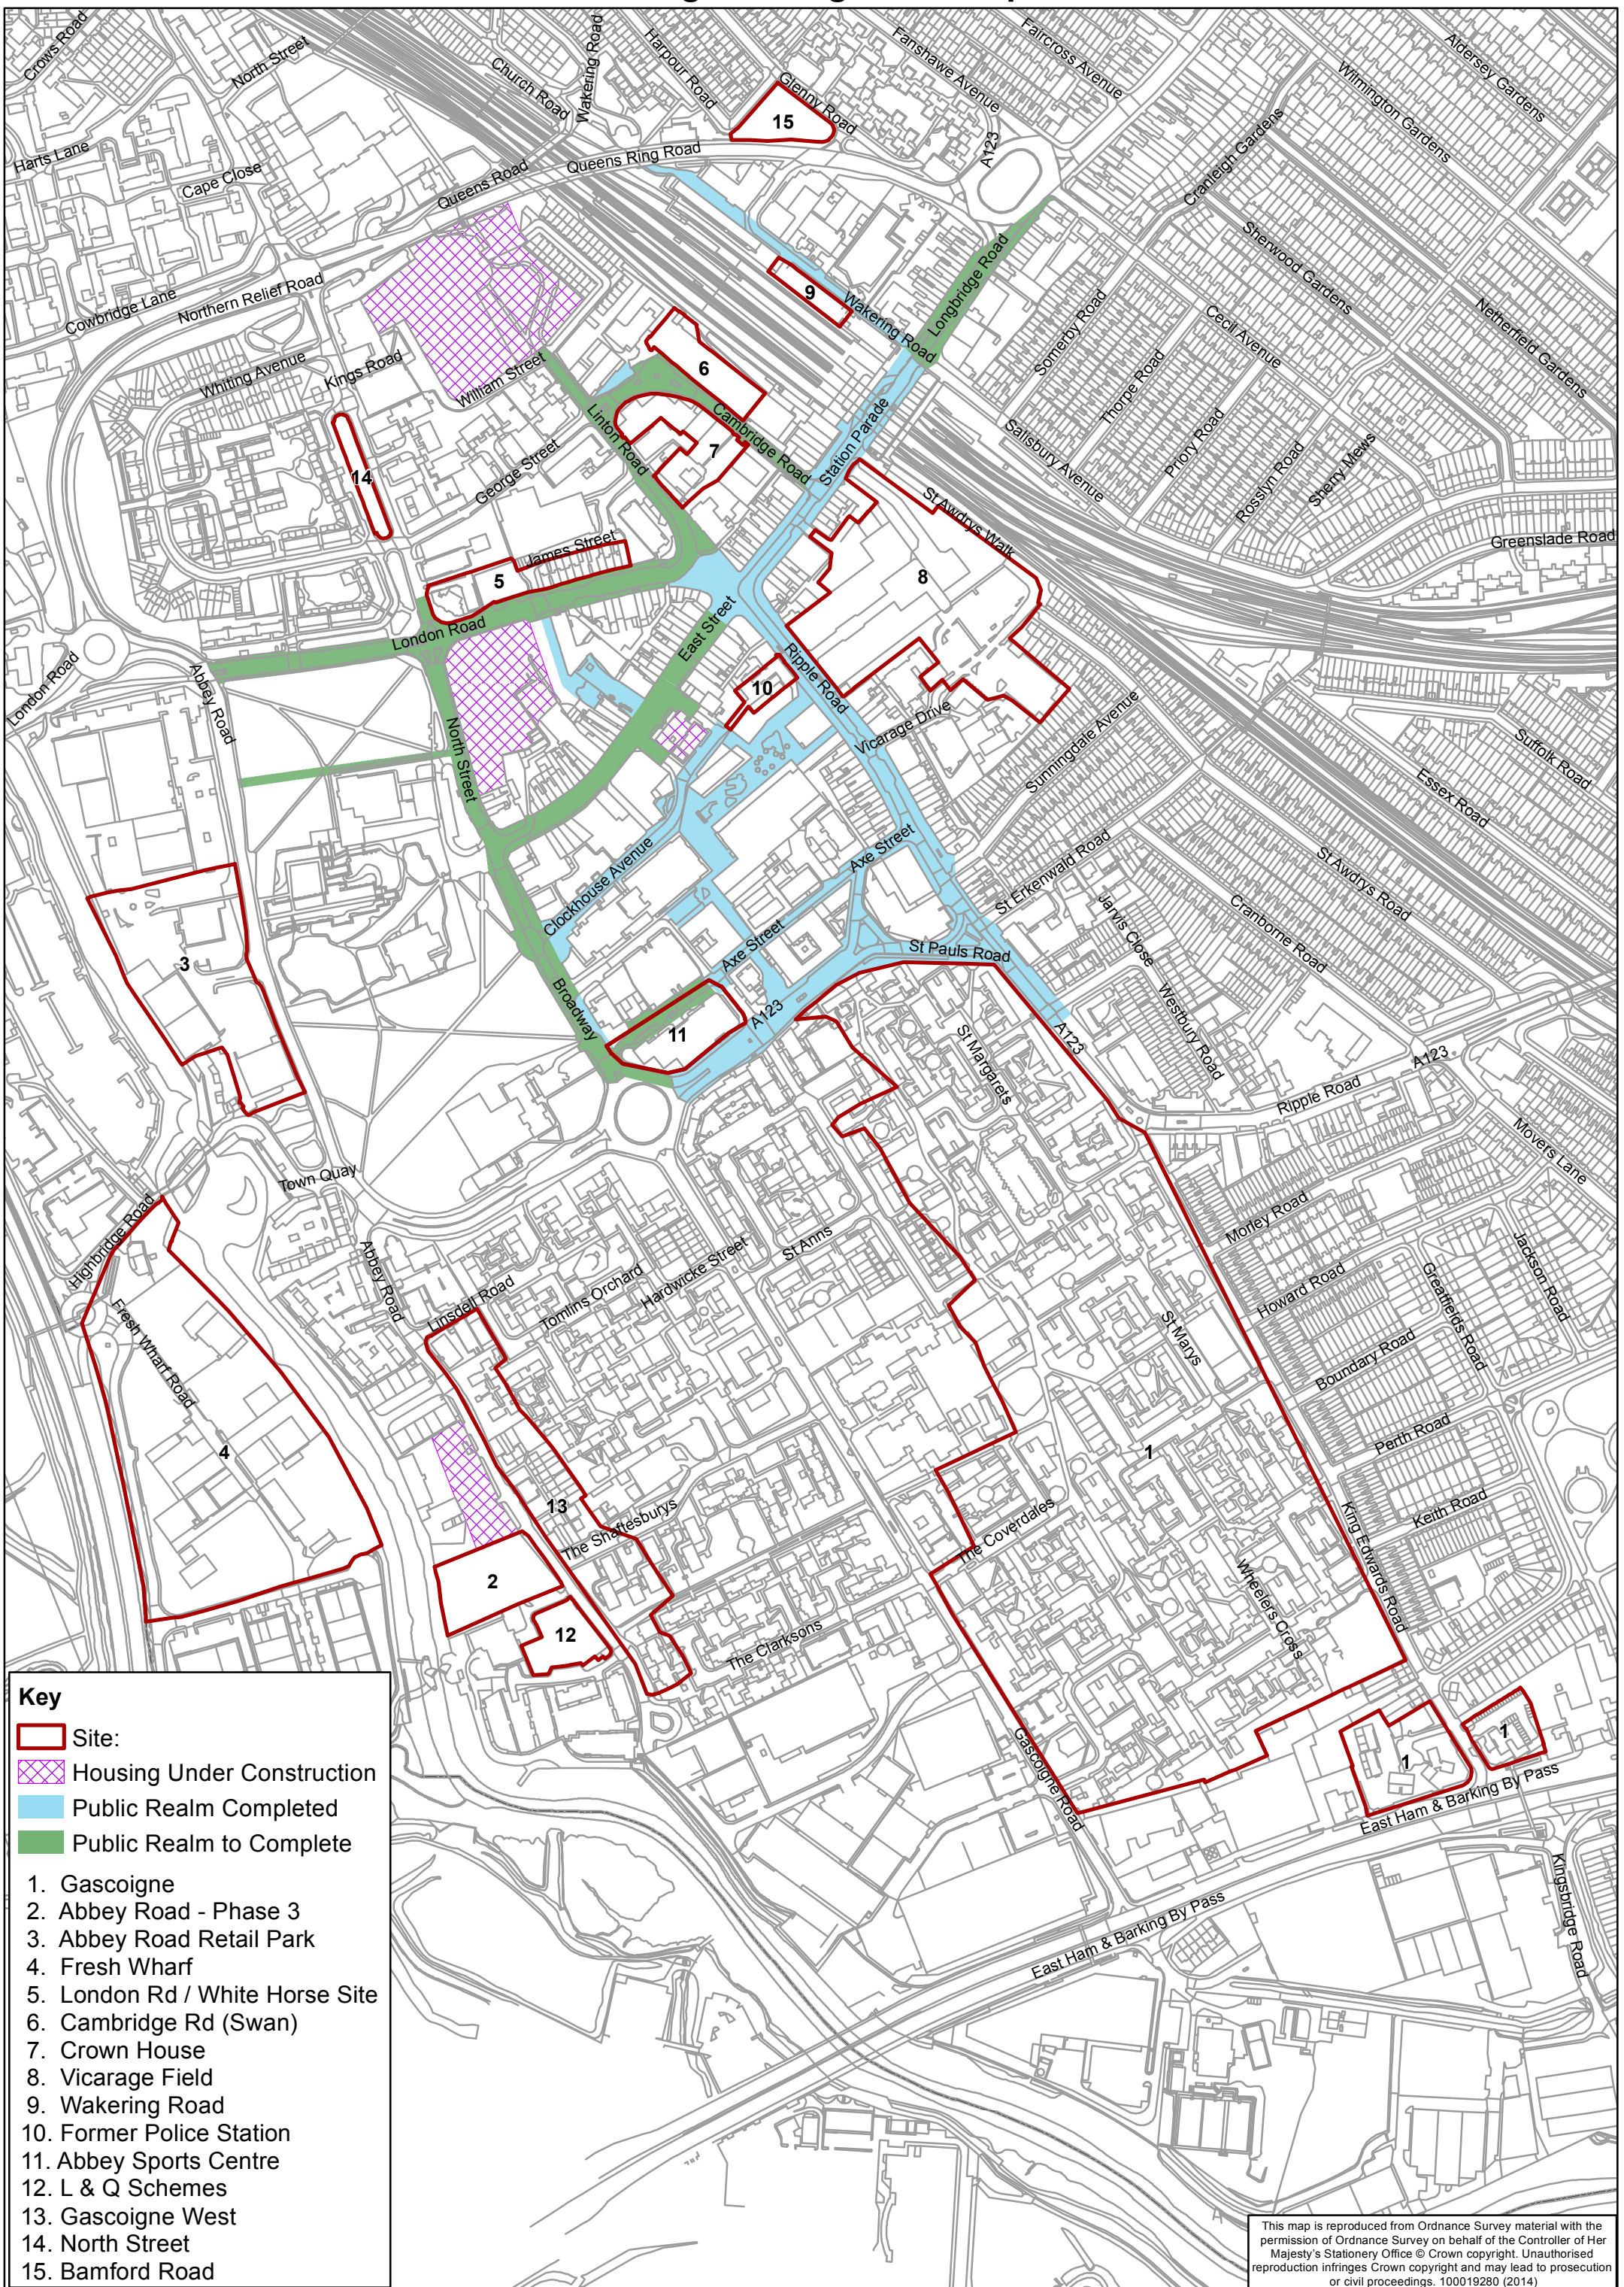 Crows Road
North Street
Church Road
Wakering Road
Harpour Road
Glenny Road
Fanshawe Avenue
Faircross Avenue
Aldersey Gardens
Wilmington Gardens
15
A123
Harts Lane
Cape Close
Queens Road
Queens Ring Road
Cranleigh Gardens
Sherwood Gardens
Netherfield Gardens
Cowbridge Lane
Northern Relief Road
9
Wakering Road
Longbridge Road
Somerby Road
Cecil Avenue
Whiting Avenue
Kings Road
William Street
6
Thorpe Road
Linton Road
Cambridge Road
7
Station Parade
Salisbury Avenue
Priory Road
Rosslyn Road
Sherry Mews
14
George Street
St Awdrys Walk
Greenslade Road
James Street
5
8
London Road
East Street
London Road
Abbey Road
10
Ripple Road
North Street
Vicarage Drive
Sunningdale Avenue
Suffolk Road
Essex Road
Clockhouse Avenue
Axe Street
St Erkenwald Road
St Awdrys Road
Jarvis Close
Cranborne Road
3
Axe Street
St Pauls Road
Broadway
11
A123
Westbury Road
St Margarets
A123
A123
Ripple Road
Movers Lane
Town Quay
Highbridge Road
Morley Road
Abbey Road
St Anns
Hardwicke Street
Jackson Road
Greatfields Road
Howard Road
Linsdell Road
Tomlins Orchard
Fresh Wharf Road
St Marys
Boundary Road
Perth Road
4
1
13
The Shaftesburys
The Coverdales
King Edwards Road
Keith Road
2
Wheelers Cross
12
The Clarksons
Gascoigne Road
1
1
East Ham & Barking By Pass
East Ham & Barking By Pass
Kingsbridge Road
Key
Site:
Housing Under Construction
Public Realm Completed
Public Realm to Complete
1. Gascoigne
2. Abbey Road - Phase 3
3. Abbey Road Retail Park
4. Fresh Wharf
5. London Rd / White Horse Site
6. Cambridge Rd (Swan)
7. Crown House
8. Vicarage Field
9. Wakering Road
10. Former Police Station
11. Abbey Sports Centre
12. L & Q Schemes
13. Gascoigne West
14. North Street
15. Bamford Road
This map is reproduced from Ordnance Survey material with the
permission of Ordnance Survey on behalf of the Controller of Her
Majesty's Stationery Office © Crown copyright. Unauthorised
reproduction infringes Crown copyright and may lead to prosecution
or civil proceedings. 100019280 (2014)